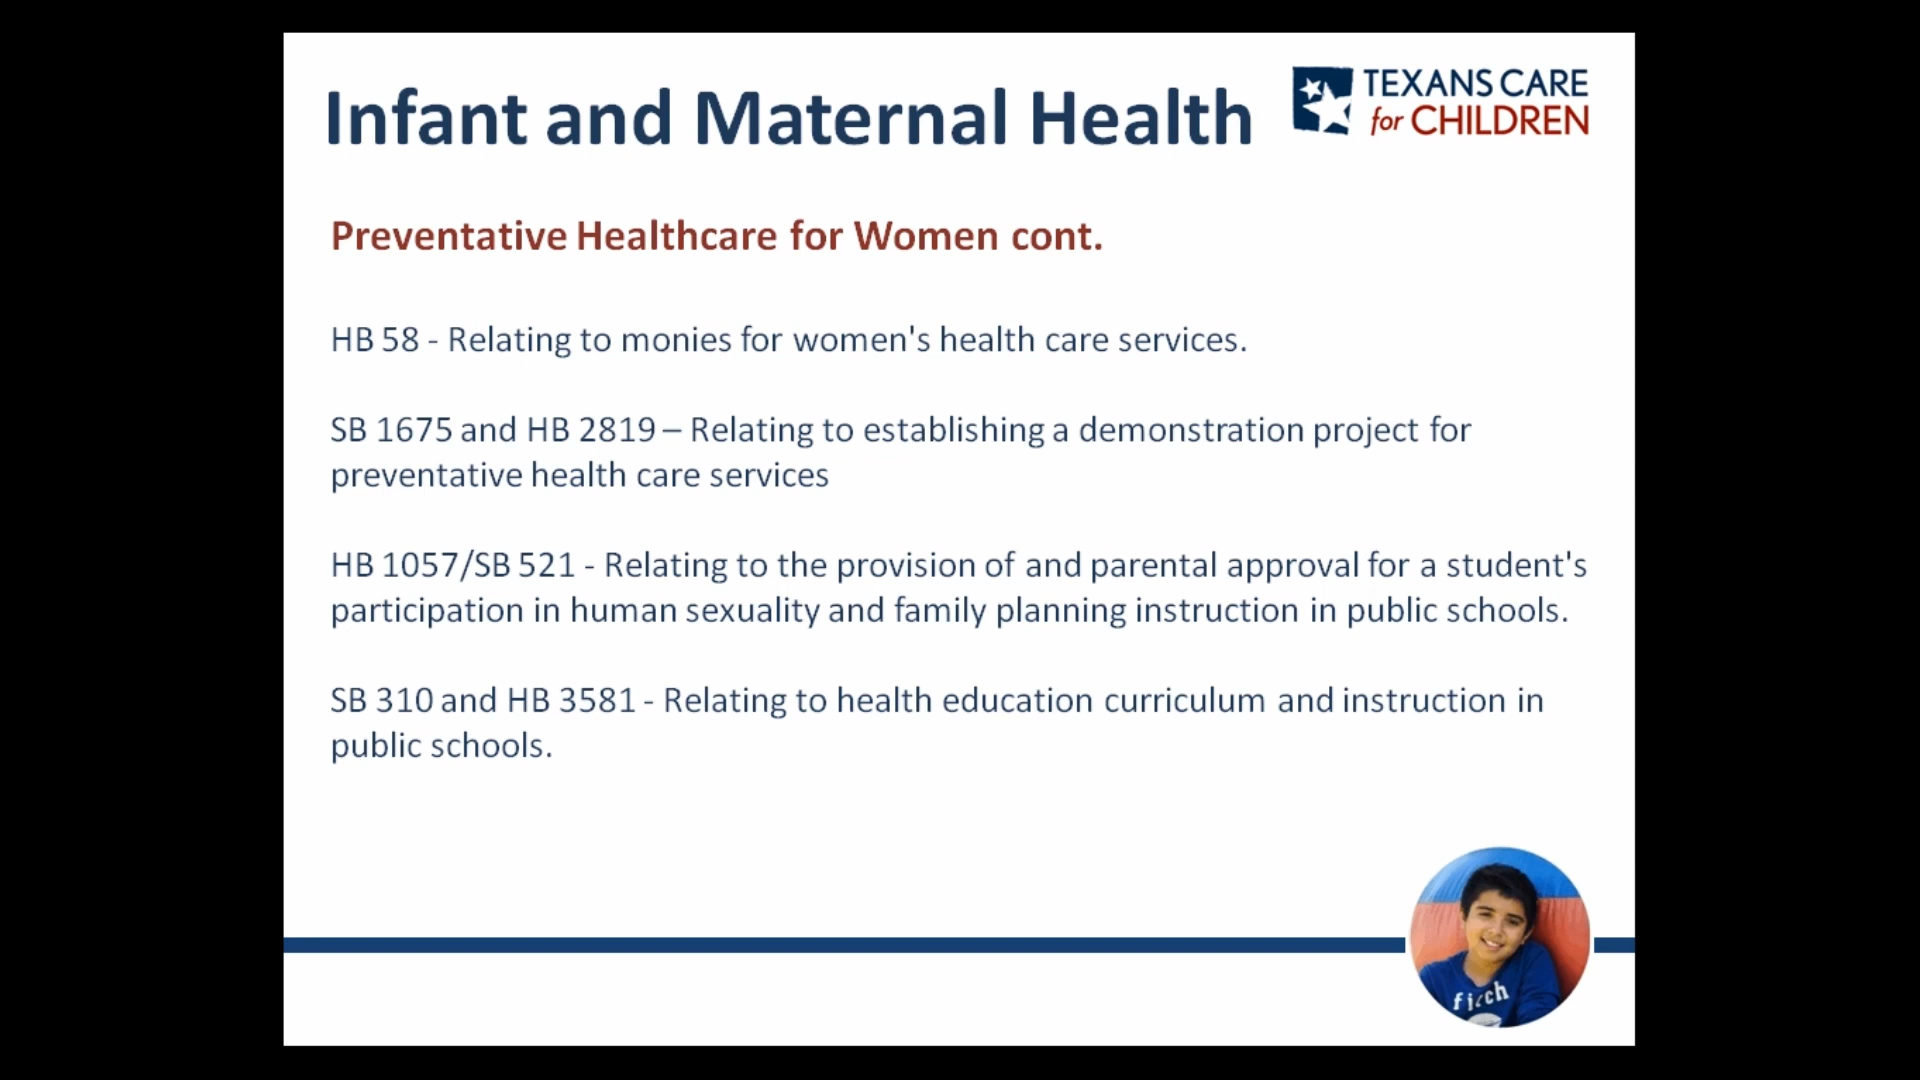 Infant and Maternal Health
TEXANS CARE
for CHILDREN
Preventative Healthcare for Women cont.
HB 58 - Relating to monies for women's health care services.
SB 1675 and HB 2819 – Relating to establishing a demonstration project for
preventative health care services
HB 1057/SB 521 - Relating to the provision of and parental approval for a student's
participation in human sexuality and family planning instruction in public schools.
SB 310 and HB 3581 - Relating to health education curriculum and instruction in
public schools.